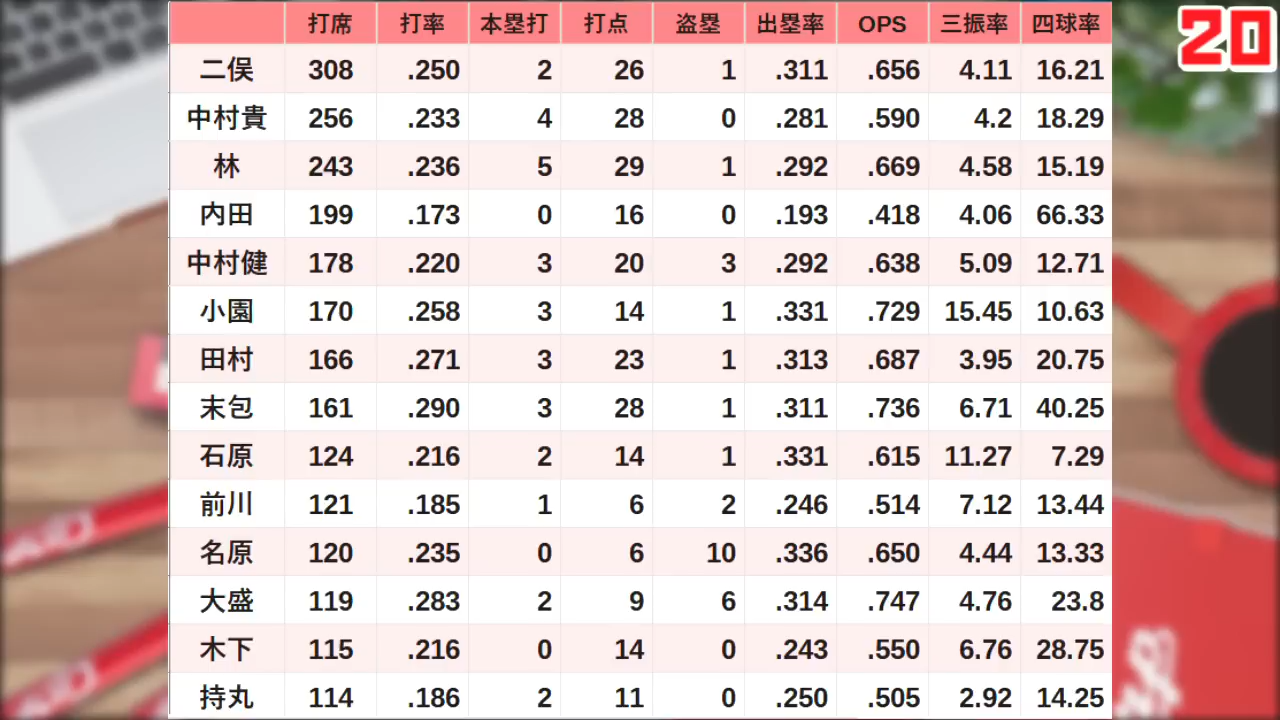 打席 打率 本塁打 打点 盗塁 出塁率 OPS 三振率 四球率
20
二俣 308 .250 2 26 1 .311 .656 4.11 16.21
中村貴 256 .233 4 28 0 .281 .590 4.2 18.29
林 243 .236 5 29 1 .292 .669 4.58 15.19
内田 199 .173 0 16 0 .193 .418 4.06 66.33
中村健 178 .220 3 20 3 .292 .638 5.09 12.71
小園 170 .258 3 14 1 .331 .729 15.45 10.63
田村 166 .271 3 23 1 .313 .687 3.95 20.75
末包 161 .290 3 28 1 .311 .736 6.71 40.25
石原 124 .216 2 14 1 .331 .615 11.27 7.29
前川 121 .185 1 6 2 .246 .514 7.12 13.44
名原 120 .235 0 6 10 .336 .650 4.44 13.33
大盛 119 .283 2 9 6 .314 .747 4.76 23.8
木下 115 .216 0 14 0 .243 .550 6.76 28.75
持丸 114 .186 2 11 0 .250 .505 2.92 14.25